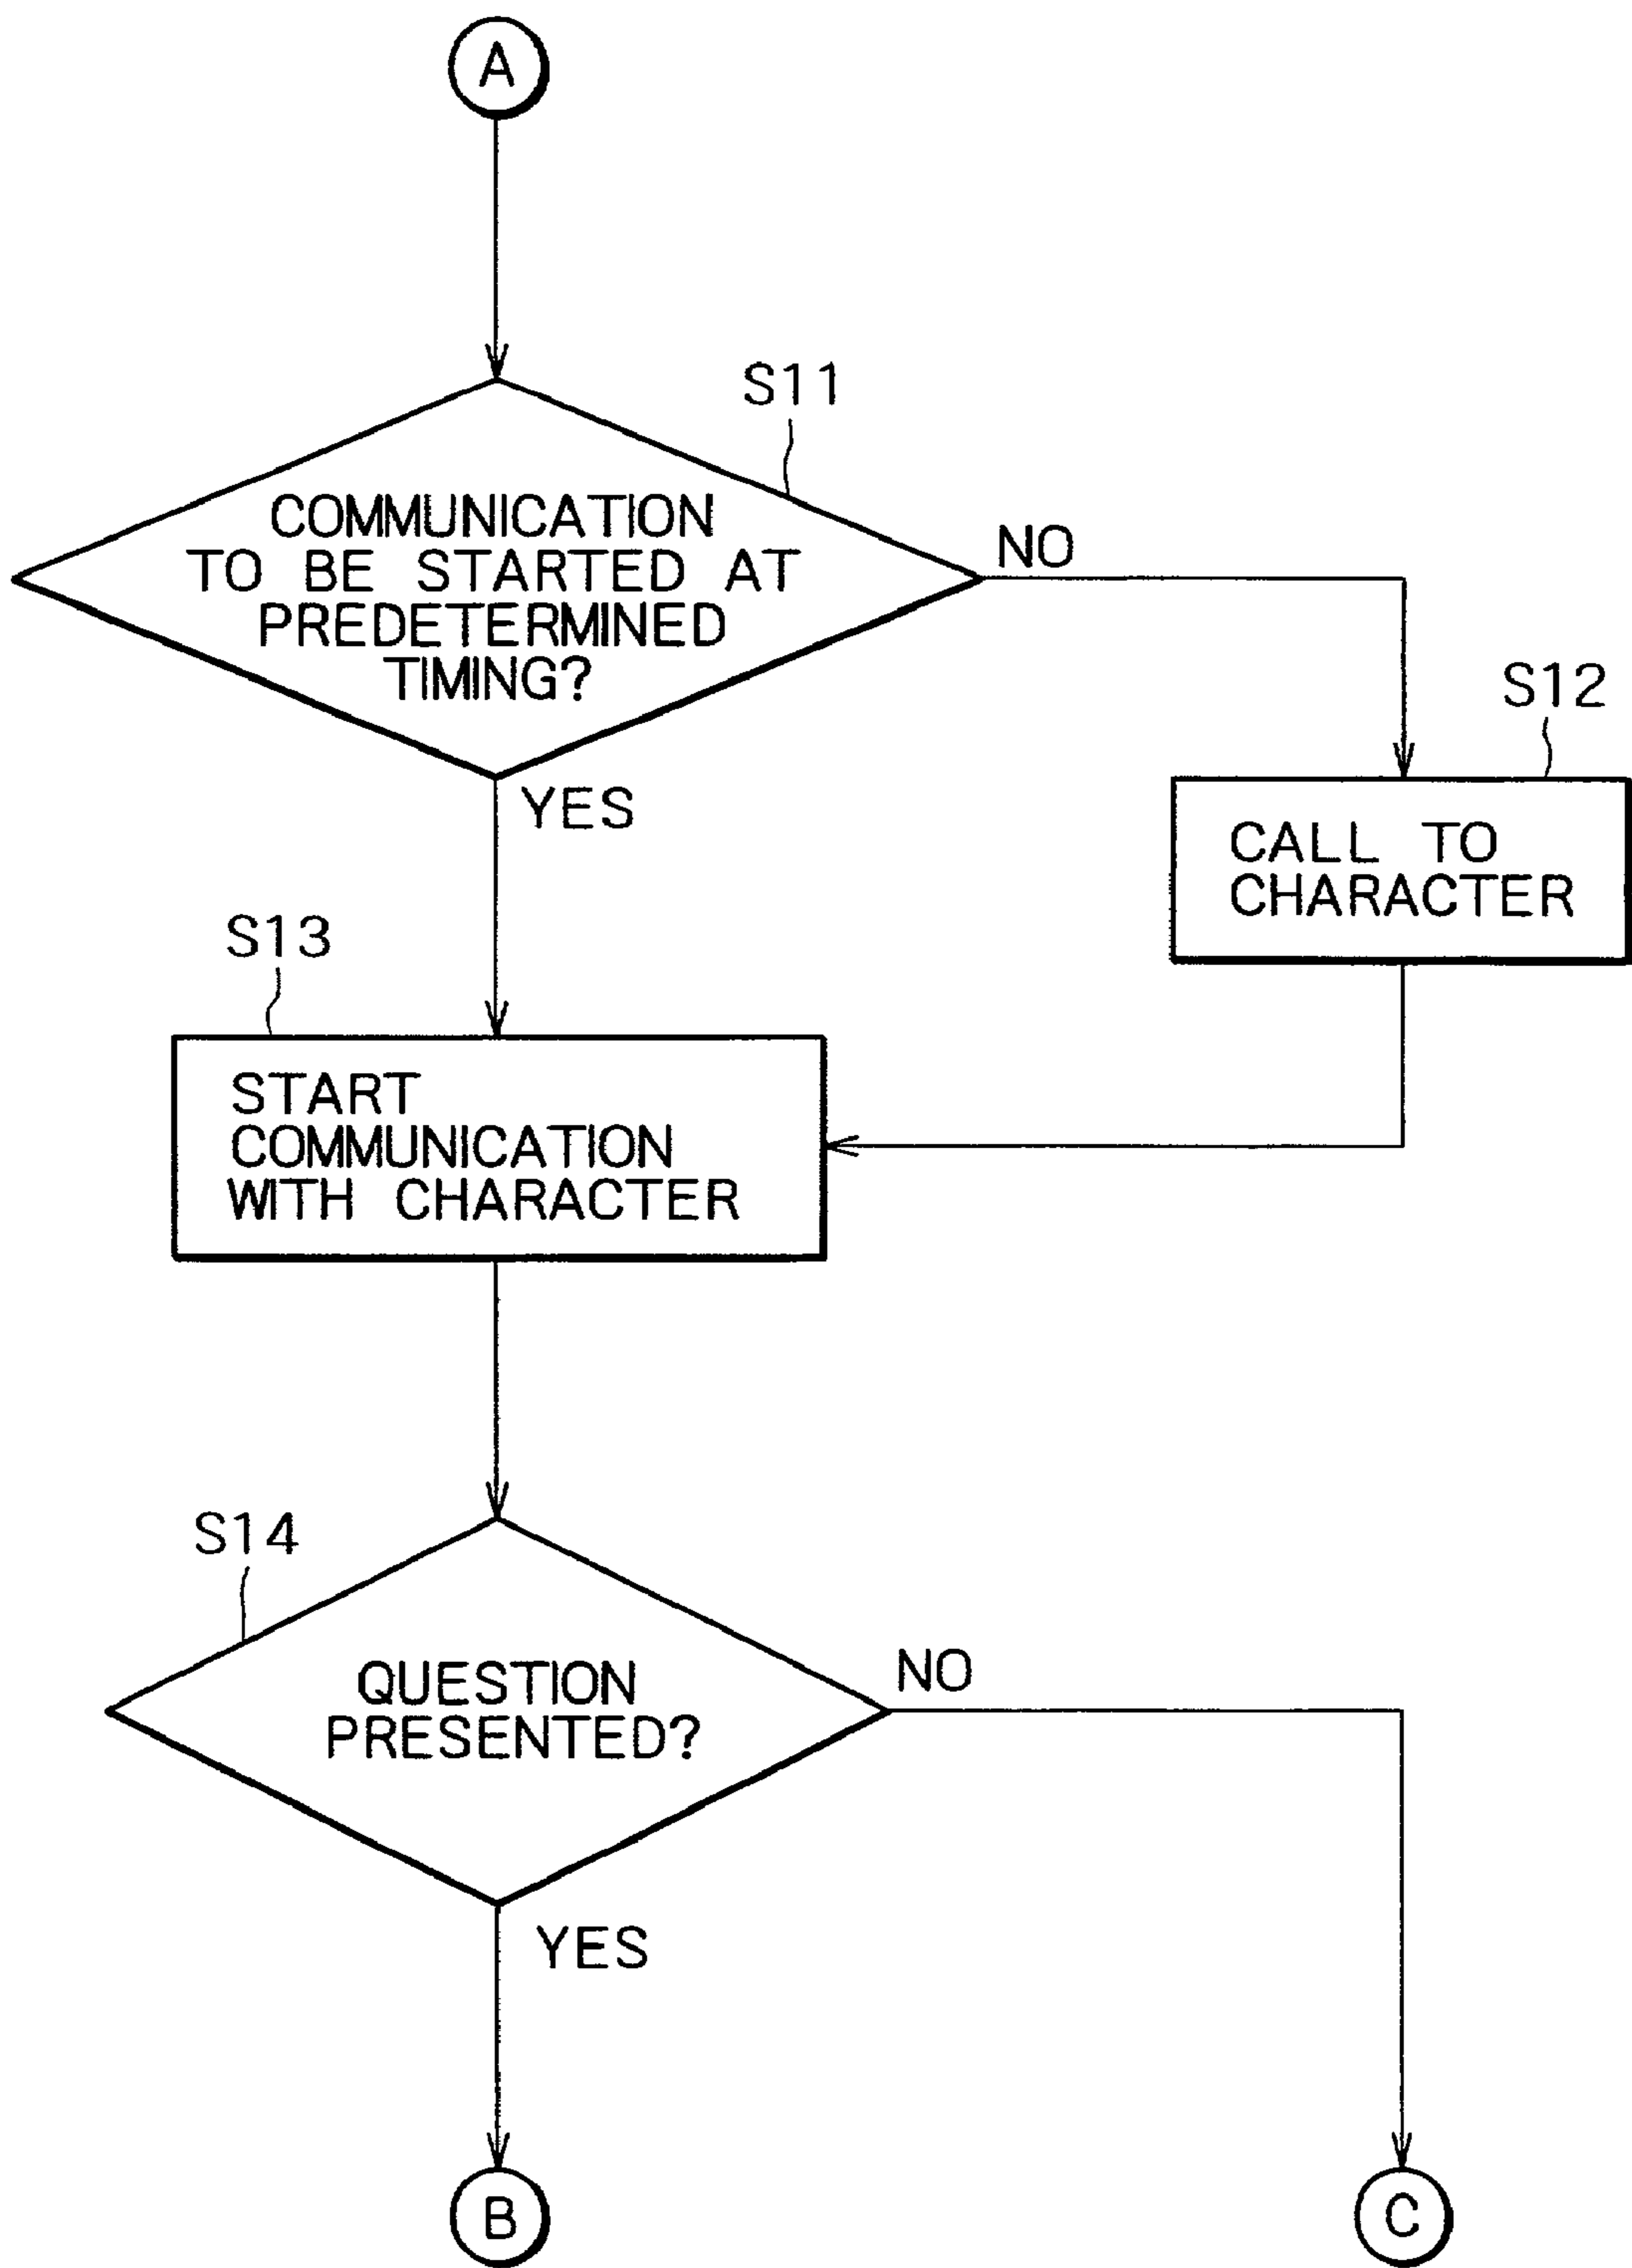 A
S11
COMMUNICATION
TO BE STARTED AT
PREDETERMINED
TIMING?
NO
YES
S12
CALL TO
CHARACTER
S13
START
COMMUNICATION
WITH CHARACTER
S14
QUESTION
PRESENTED?
NO
YES
B
C